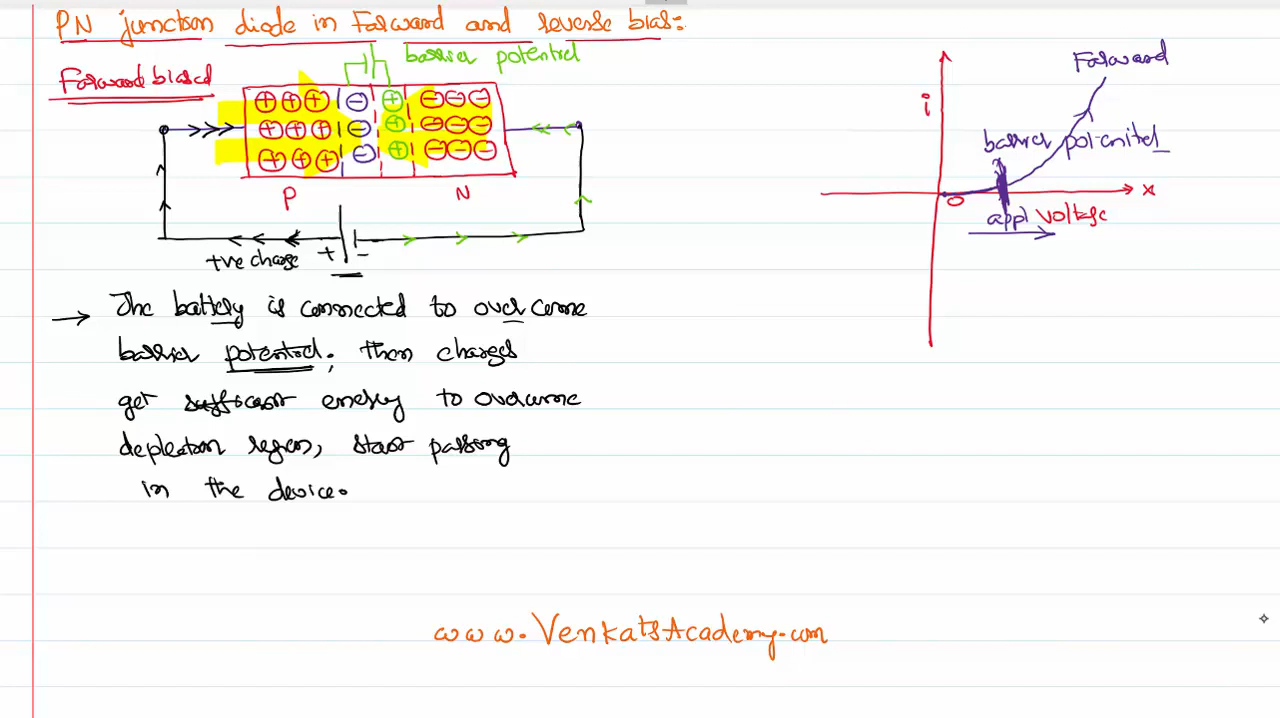 PN junction diode in Forward and reverse bias:
barrier potential
Forward biased
P N
+ve charge + -
→ The battery is connected to overcome
barrier potential, then charges
get sufficient energy to overcome
depletion region, start passing
in the device.
Forward
i
barrier potential
0 x
appl voltage
www.VenkatsAcademy.com